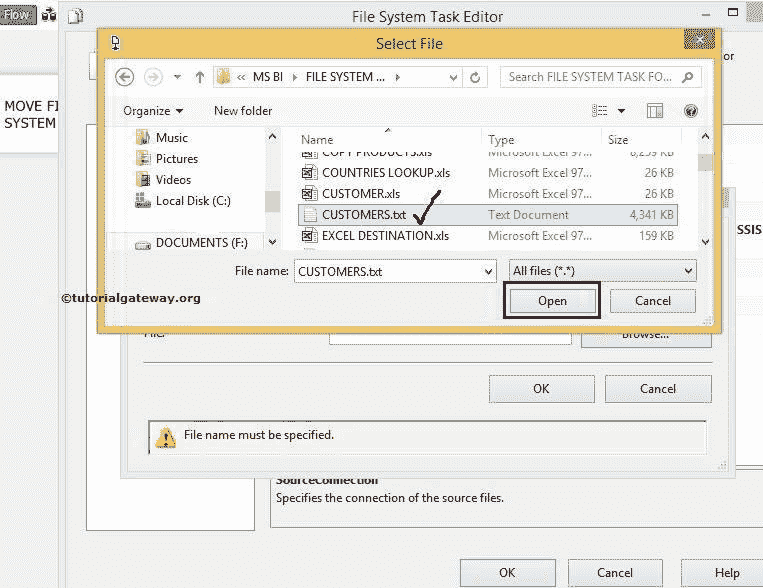 Flow
File System Task Editor
Select File
or
« MS BI › FILE SYSTEM ... ›
Search FILE SYSTEM TASK FO...
MOVE FI
SYSTEM
Organize
New folder
Name Type Size
Music
Pictures
Videos
Local Disk (C:)
DOCUMENTS (F:)
COPY PRODUCTS.xls Microsoft Excel 97... 8,259 KB
COUNTRIES LOOKUP.xls Microsoft Excel 97... 26 KB
CUSTOMER.xls Microsoft Excel 97... 26 KB
CUSTOMERS.txt Text Document 4,341 KB
EXCEL DESTINATION.xls Microsoft Excel 97... 159 KB
SSIS
File name: CUSTOMERS.txt All files (*.*)
©tutorialgateway.org
Open Cancel
File: Browse...
OK Cancel
File name must be specified.
SourceConnection
Specifies the connection of the source files.
OK Cancel Help